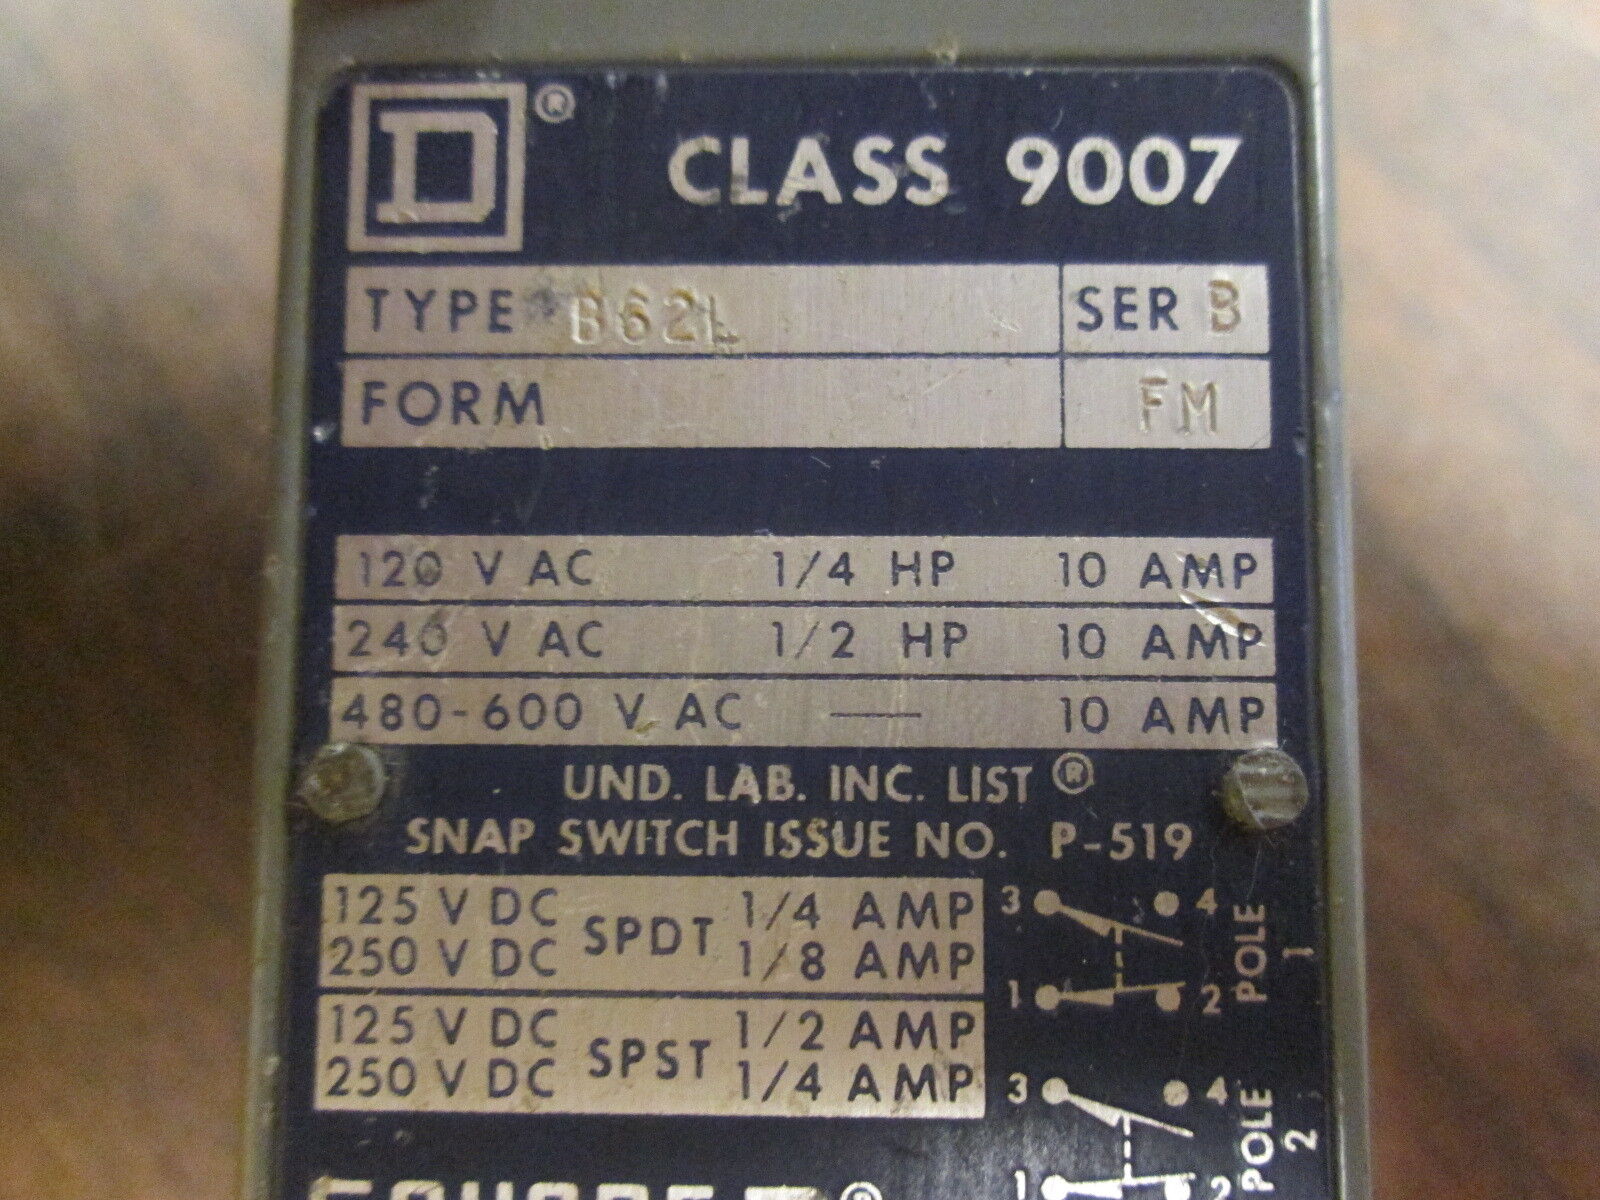 D ®
CLASS 9007
TYPE B62L SER B
FORM FM
120 V AC 1/4 HP 10 AMP
240 V AC 1/2 HP 10 AMP
480-600 V AC — 10 AMP
UND. LAB. INC. LIST ®
SNAP SWITCH ISSUE NO. P-519
125 V DC SPDT 1/4 AMP
250 V DC 1/8 AMP
3 4
1 2
POLE 1
125 V DC SPST 1/2 AMP
250 V DC 1/4 AMP
3 4
1 2
POLE 2
SQUARE D ®